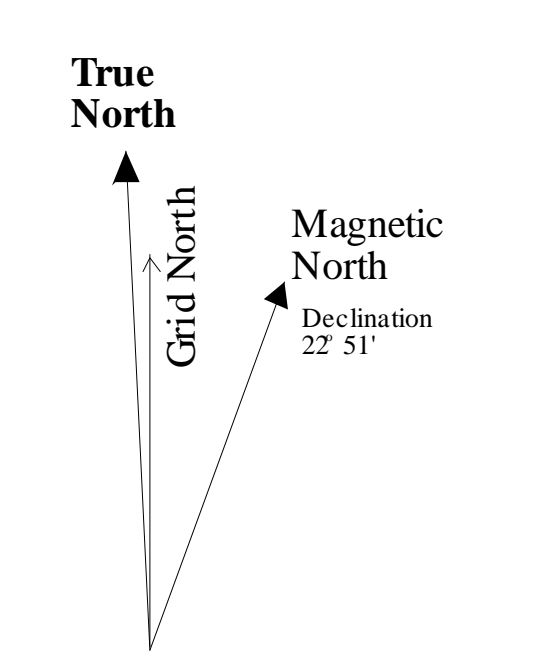 True
North
Grid North
Magnetic
North
Declination
22° 51'